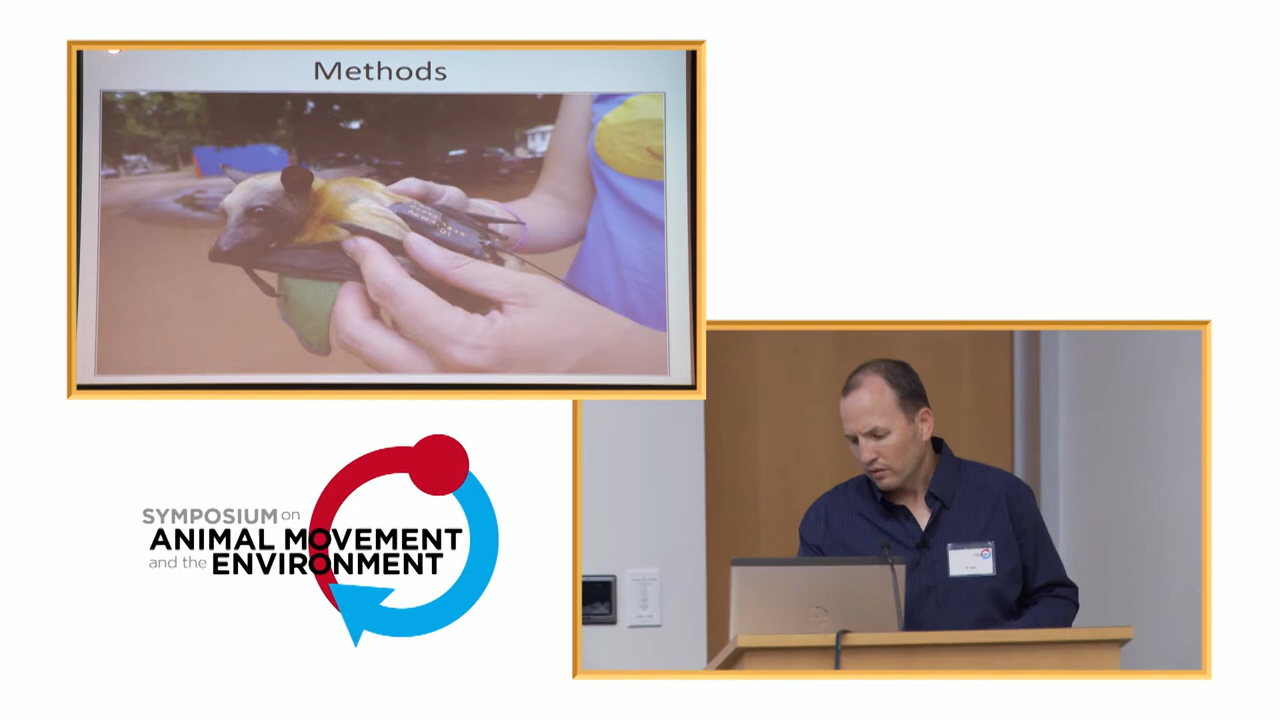 Methods
SYMPOSIUM on
ANIMAL MOVEMENT
and the ENVIRONMENT